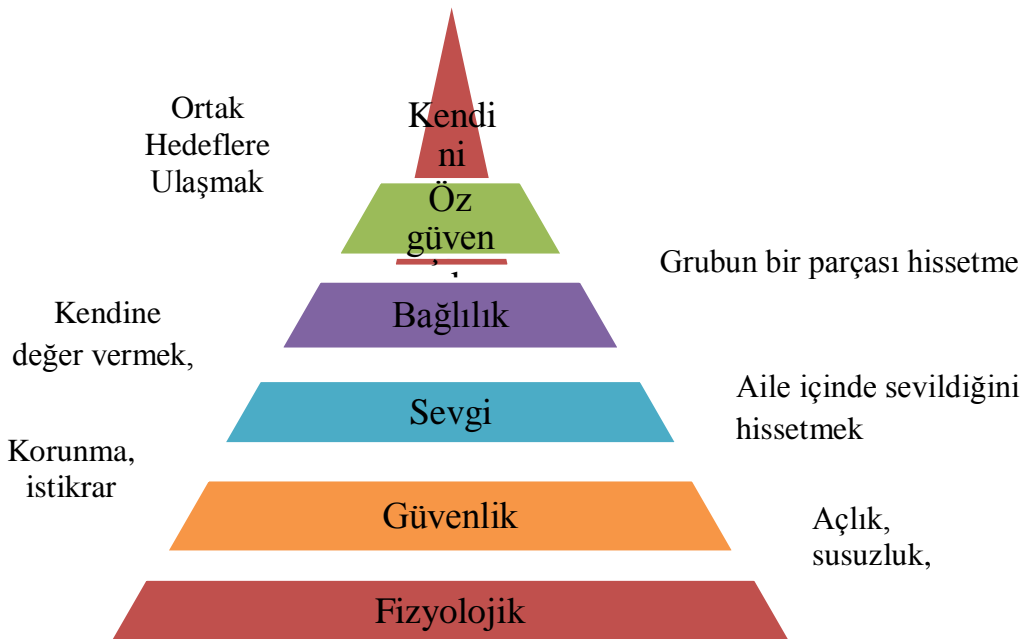 Ortak
Hedeflere
Ulaşmak
Kendi
ni
Öz
güven
Grubun bir parçası hissetme
Kendine
değer vermek,
Bağlılık
Aile içinde sevildiğini
hissetmek
Sevgi
Korunma,
istikrar
Güvenlik
Açlık,
susuzluk,
Fizyolojik